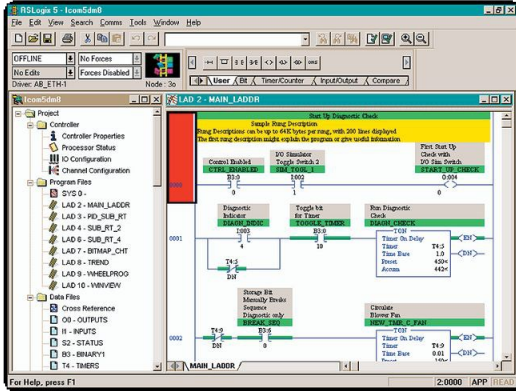 RSLogix 5 - Icom5dm8
File Edit View Search Comms Tools Window Help
OFFLINE No Forces
No Edits Forces Disabled
Driver: AB_ETH-1 Node : 3o
User Bit Timer/Counter Input/Output Compare
Icom5dm8
Project
Controller
Controller Properties
Processor Status
IO Configuration
Channel Configuration
Program Files
SYS 0 -
LAD 2 - MAIN_LADDR
LAD 3 - PID_SUB_RT
LAD 4 - SUB_RT_2
LAD 6 - SUB_RT_4
LAD 7 - BITMAP_CHT
LAD 8 - TREND
LAD 9 - WHEELPROG
LAD 10 - WINVIEW
Data Files
Cross Reference
O0 - OUTPUTS
I1 - INPUTS
S2 - STATUS
B3 - BINARY1
T4 - TIMERS
LAD 2 - MAIN_LADDR
Start Up Diagnostic Check
Sample Rung Description
Rung Descriptions can be up to 64K bytes per rung, with 200 lines displayed
The first rung description might explain the program or give useful information.
Control Enabled
CTRL_ENABLED
B3:0
0
I/O Simulator
Toggle Switch 2
SIM_TOOL_1
I:002
1
First Start Up
Check with
I/O Sim Switch
START_UP_CHECK
O:004
0
0001
Diagnostic
Indicator
DIAGN_INDIC
I:003
4
Toggle bit
for Timer
TOGGLE_TIMER
B3:0
10
Run Diagnostic
Check
DIAGN_CHECK
TON
Timer On Delay
Timer T4:5
Time Base 1.0
Preset 450<
Accum 442<
EN
DN
T4:5
DN
0002
T4:9
DN
Storage Bit
Manually Breaks
Sequence
Diagnostic only
BREAK_SEQ
B3:6
0
Circulate
Blower Fan
NEW_TMR_C_FAN
TON
Timer On Delay
Timer T4:9
Time Base 0.01
EN
DN
MAIN_LADDR
For Help, press F1
2:0000 APP READ